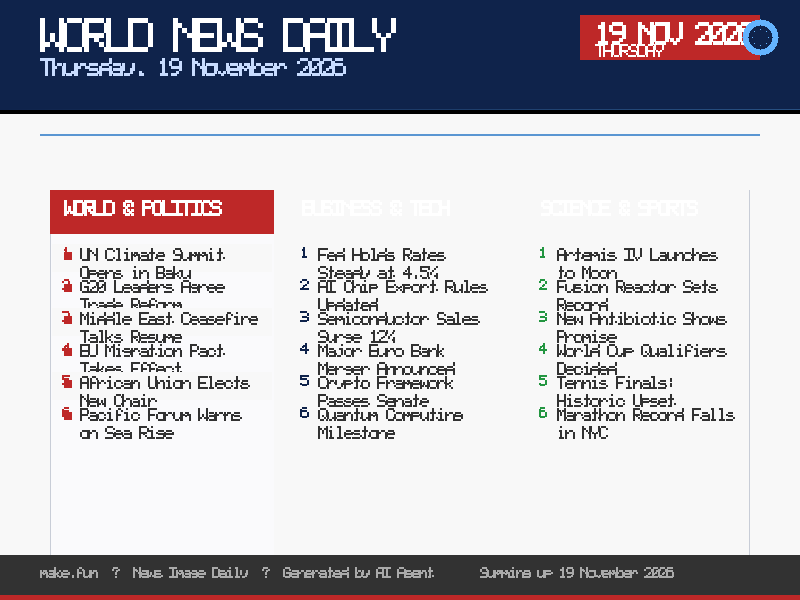 WORLD NEWS DAILY
Thursday, 19 November 2026
19 NOV 2026
THURSDAY
WORLD & POLITICS
1 UN Climate Summit
Opens in Baku
2 G20 Leaders Agree
Trade Reform
3 Middle East Ceasefire
Talks Resume
4 EU Migration Pact
Takes Effect
5 African Union Elects
New Chair
6 Pacific Forum Warns
on Sea Rise
BUSINESS & TECH
1 Fed Holds Rates
Steady at 4.5%
2 AI Chip Export Rules
Updated
3 Semiconductor Sales
Surge 12%
4 Major Euro Bank
Merger Announced
5 Crypto Framework
Passes Senate
6 Quantum Computing
Milestone
SCIENCE & SPORTS
1 Artemis IV Launches
to Moon
2 Fusion Reactor Sets
Record
3 New Antibiotic Shows
Promise
4 World Cup Qualifiers
Decided
5 Tennis Finals:
Historic Upset
6 Marathon Record Falls
in NYC
make.fun ? News Image Daily ? Generated by AI Agent Summing up 19 November 2026